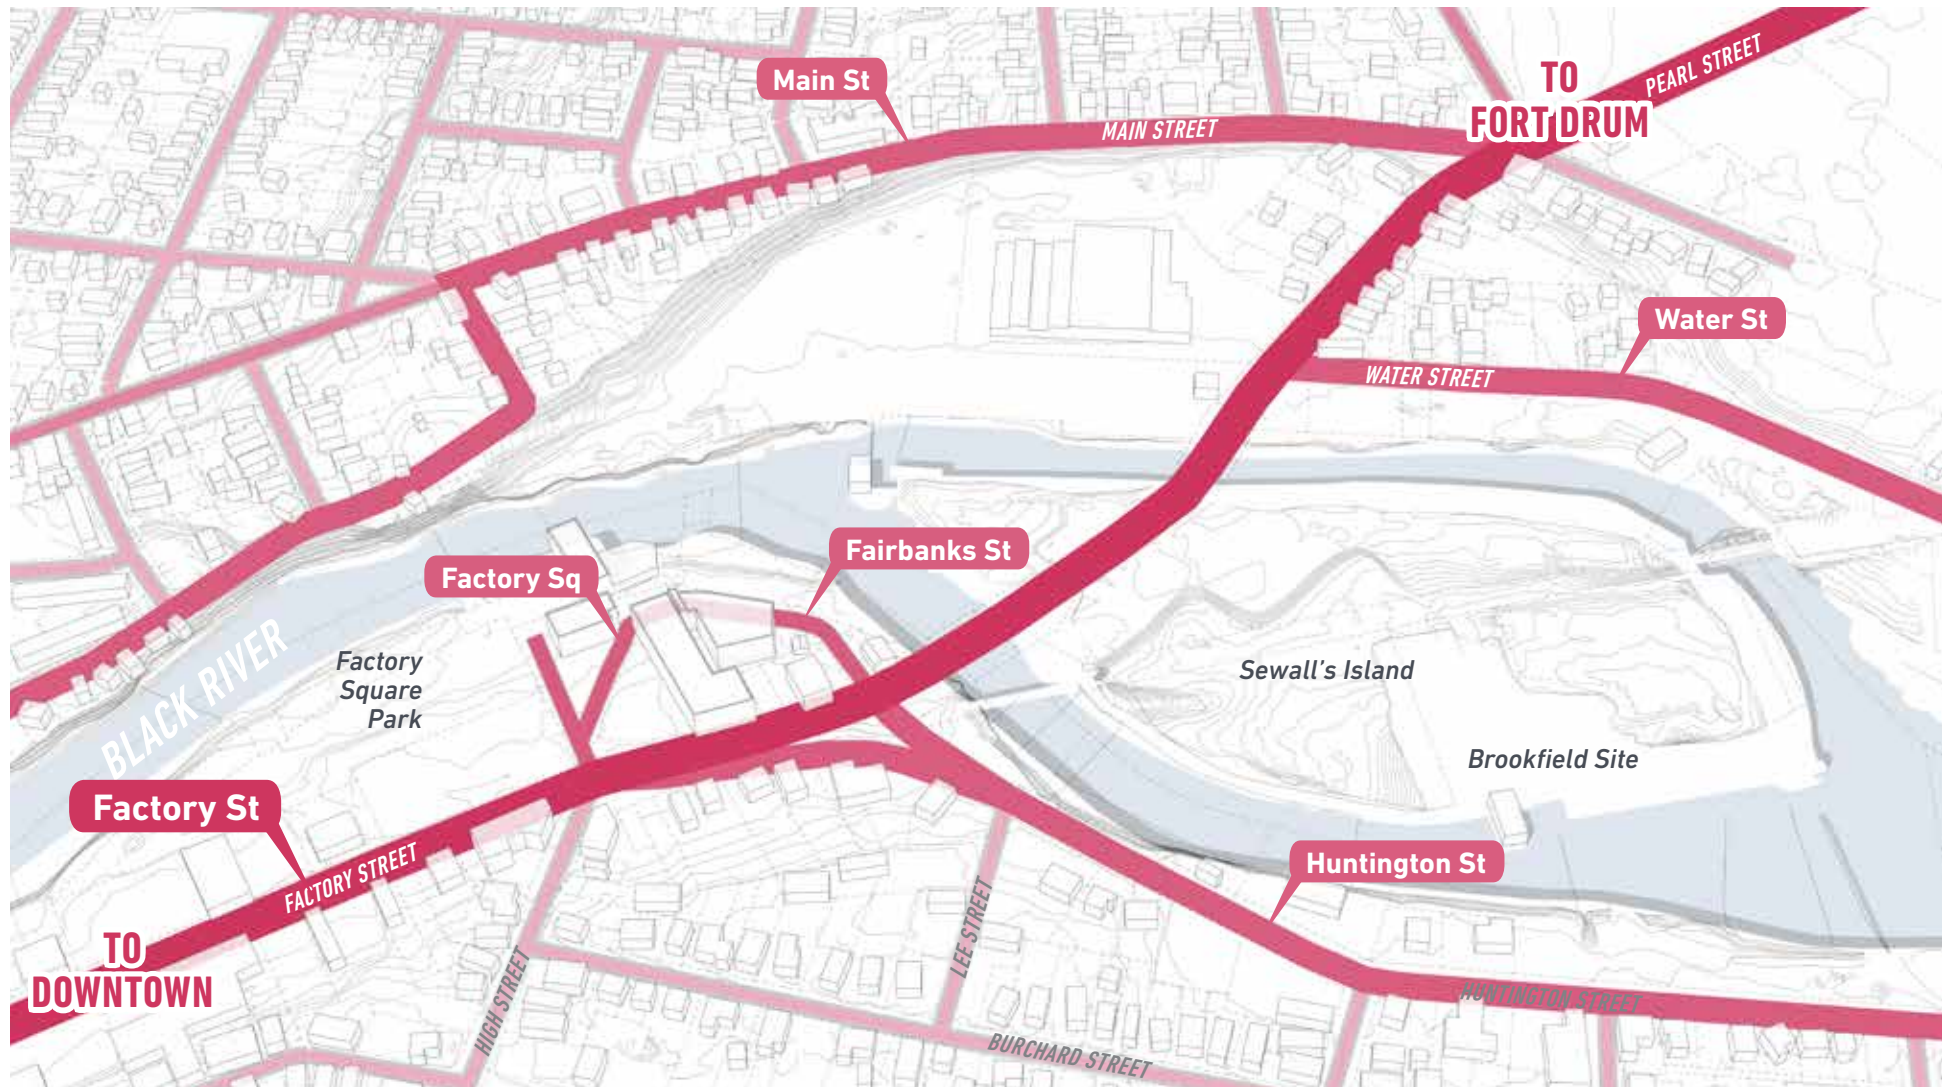 TO
FORT DRUM
PEARL STREET
Main St
MAIN STREET
Water St
WATER STREET
Fairbanks St
Factory Sq
BLACK RIVER
Factory
Square
Park
Sewall's Island
Brookfield Site
Factory St
FACTORY STREET
Huntington St
TO
DOWNTOWN
HIGH STREET
LEE STREET
HUNTINGTON STREET
BURCHARD STREET